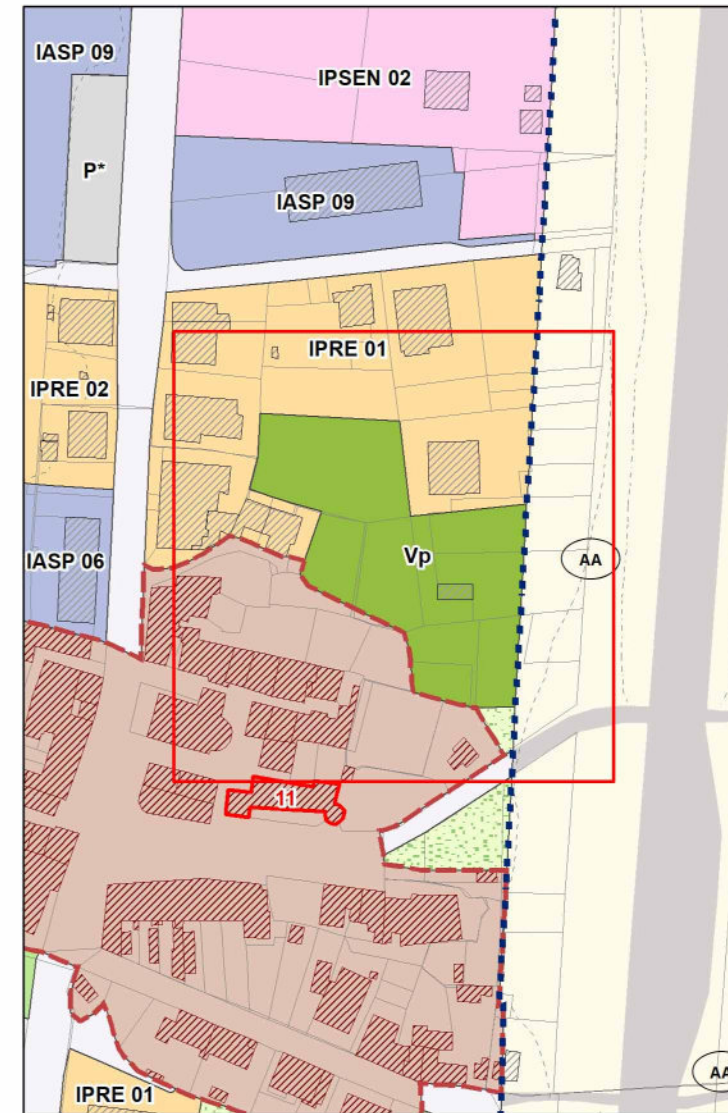 IASP 09
IPSEN 02
P*
IASP 09
IPRE 01
IPRE 02
IASP 06
Vp
AA
11
AA
IPRE 01